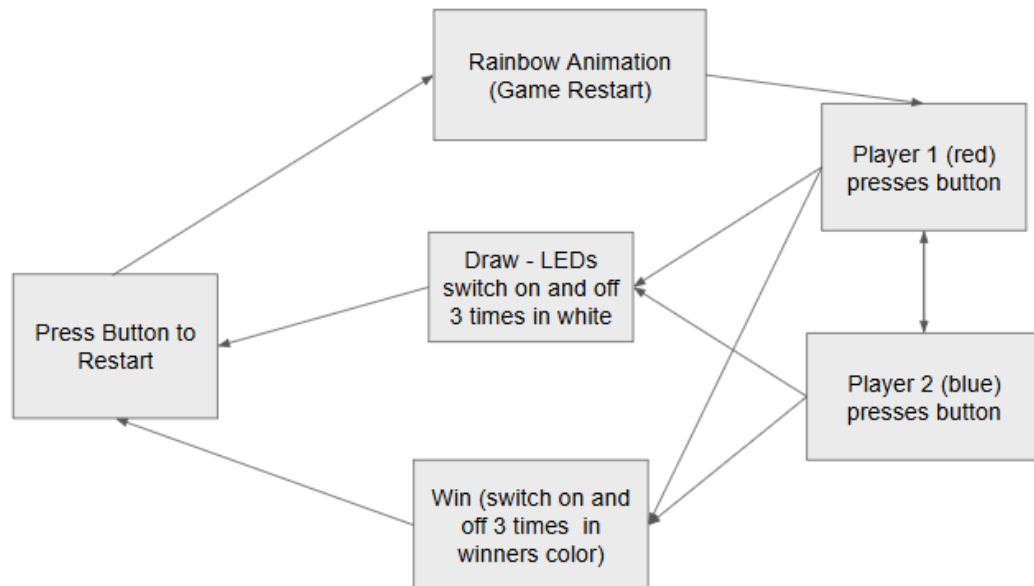 Rainbow Animation
(Game Restart)
Player 1 (red)
presses button
Draw - LEDs
switch on and off
3 times in white
Press Button to
Restart
Player 2 (blue)
presses button
Win (switch on and
off 3 times  in
winners color)